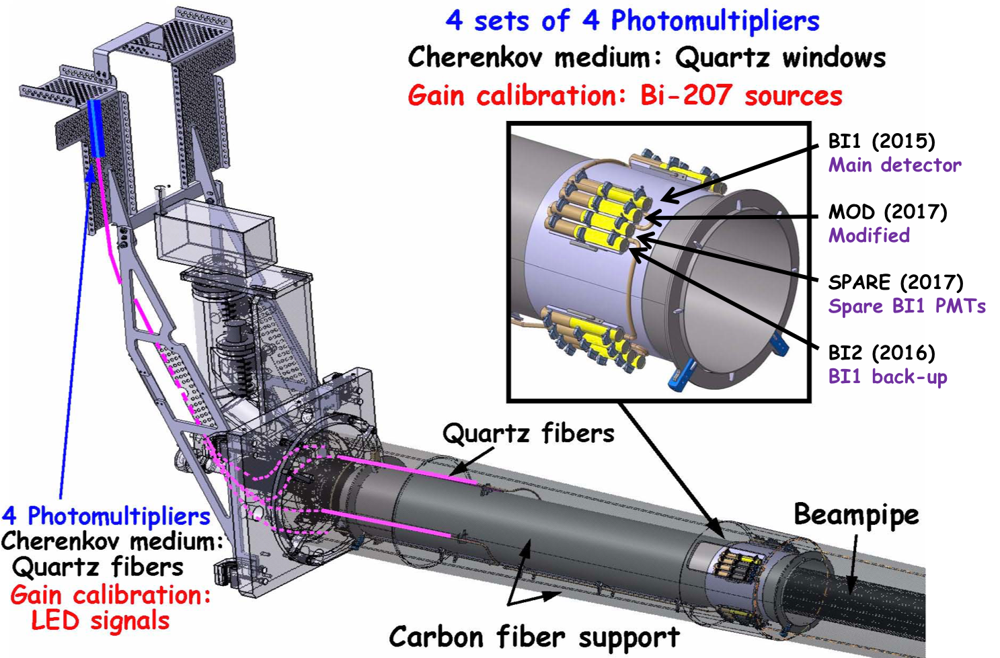 4 sets of 4 Photomultipliers
Cherenkov medium: Quartz windows
Gain calibration: Bi-207 sources
BI1 (2015)
Main detector
MOD (2017)
Modified
SPARE (2017)
Spare BI1 PMTs
BI2 (2016)
BI1 back-up
Quartz fibers
Beampipe
4 Photomultipliers
Cherenkov medium:
Quartz fibers
Gain calibration:
LED signals
Carbon fiber support